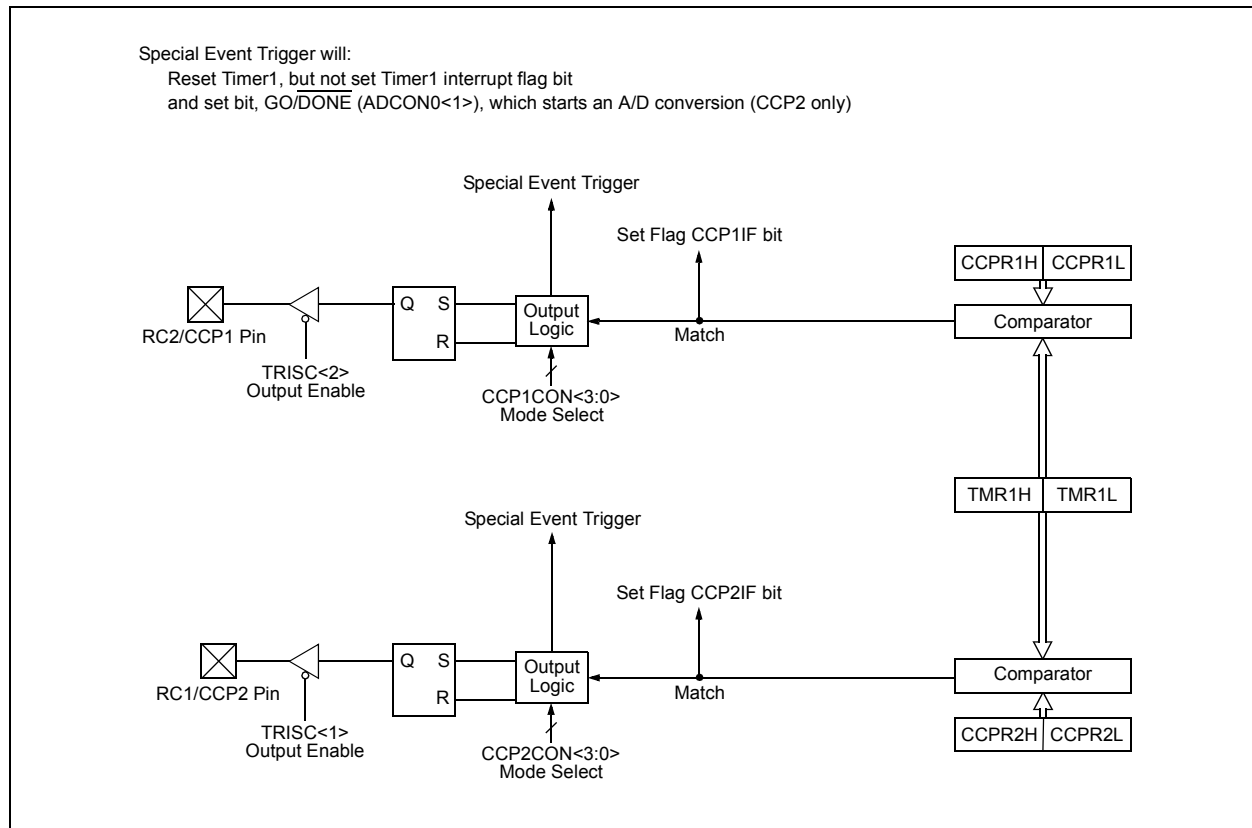 Special Event Trigger will:
Reset Timer1, but not set Timer1 interrupt flag bit
and set bit, GO/DONE (ADCON0<1>), which starts an A/D conversion (CCP2 only)
Special Event Trigger
Set Flag CCP1IF bit
CCPR1H CCPR1L
Q S
R
Output
Logic
Comparator
RC2/CCP1 Pin
Match
TRISC<2>
Output Enable
CCP1CON<3:0>
Mode Select
TMR1H TMR1L
Special Event Trigger
Set Flag CCP2IF bit
Q S
R
Output
Logic
Comparator
RC1/CCP2 Pin
Match
TRISC<1>
Output Enable
CCPR2H CCPR2L
CCP2CON<3:0>
Mode Select